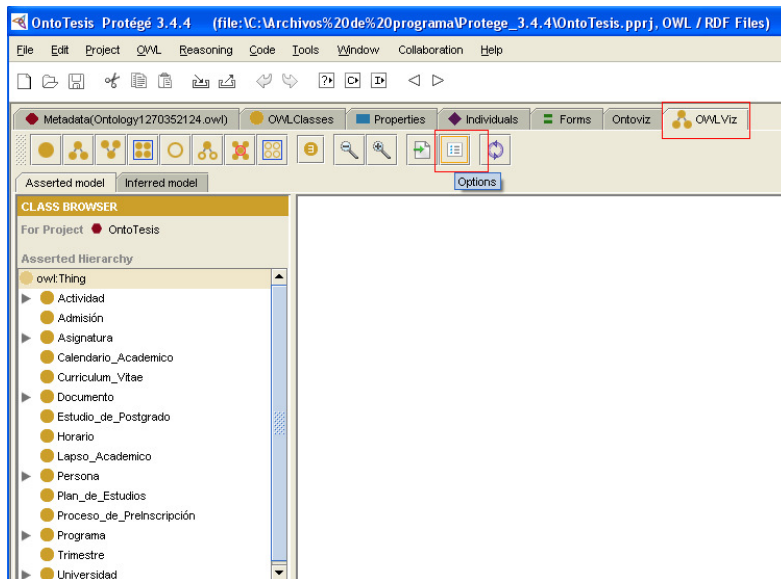 OntoTesis Protégé 3.4.4 (file:\C:\Archivos%20de%20programa\Protege_3.4.4\OntoTesis.pprj, OWL / RDF Files)
File Edit Project OWL Reasoning Code Tools Window Collaboration Help
Metadata(Ontology1270352124.owl) OWLClasses Properties Individuals Forms Ontoviz OWLViz
Options
Asserted model Inferred model
CLASS BROWSER
For Project OntoTesis
Asserted Hierarchy
owl:Thing
Actividad
Admisión
Asignatura
Calendario_Academico
Curriculum_Vitae
Documento
Estudio_de_Postgrado
Horario
Lapso_Academico
Persona
Plan_de_Estudios
Proceso_de_PreInscripción
Programa
Trimestre
Universidad